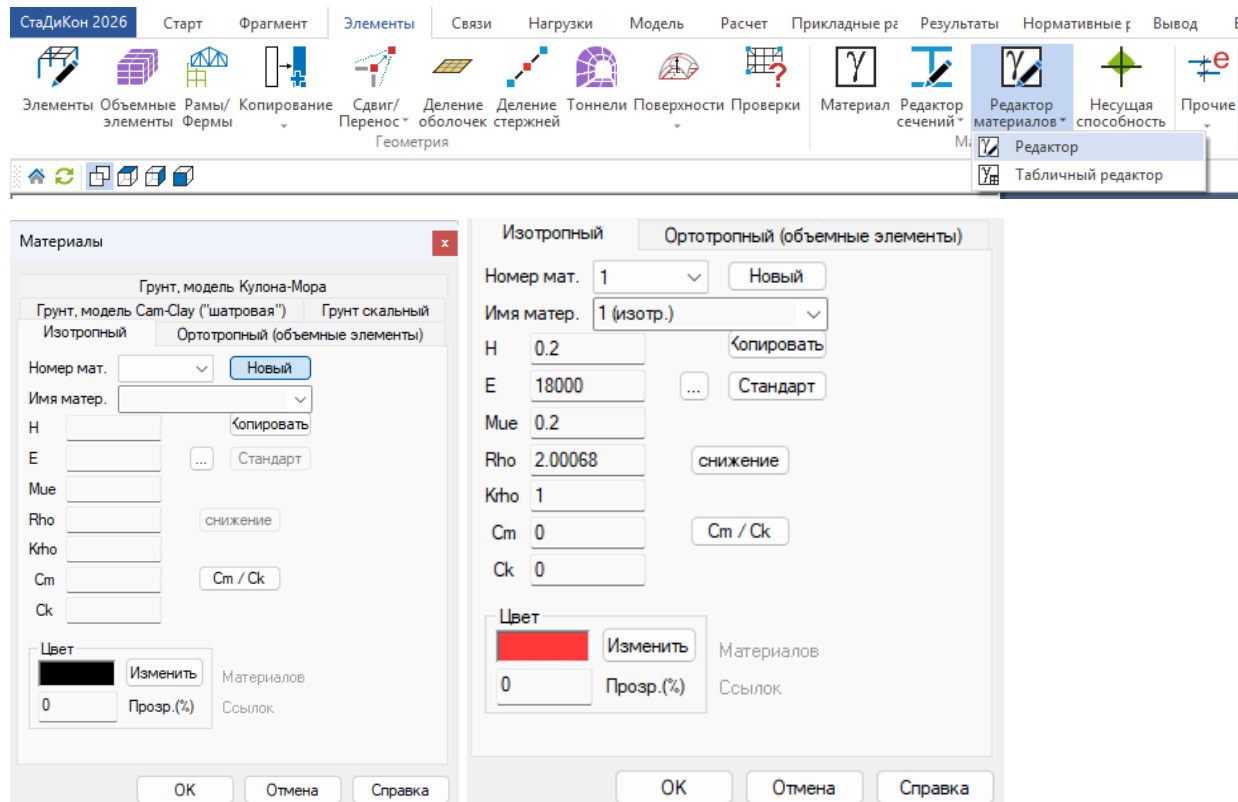 СтаДиКон 2026 Старт Фрагмент Элементы Связи Нагрузки Модель Расчет Прикладные ра Результаты Нормативные р Вывод
Элементы Объемные элементы Рамы/ Фермы Копирование Сдвиг/ Перенос Деление оболочек Деление стержней Тоннели Поверхности Проверки Материал Редактор сечений Редактор материалов Несущая способность Прочие
Геометрия Ма
Редактор
Табличный редактор
Материалы
Грунт, модель Кулона-Мора
Грунт, модель Cam-Clay ("шатровая") Грунт скальный
Изотропный Ортотропный (объемные элементы)
Номер мат. Новый
Имя матер.
H Копировать
E ... Стандарт
Mue
Rho снижение
Krho
Cm Cm / Ck
Ck
Цвет
Изменить Материалов
0 Прозр.(%) Ссылок
OK Отмена Справка
Изотропный Ортотропный (объемные элементы)
Номер мат. 1 Новый
Имя матер. 1 (изотр.)
H 0.2 Копировать
E 18000 ... Стандарт
Mue 0.2
Rho 2.00068 снижение
Krho 1
Cm 0 Cm / Ck
Ck 0
Цвет
Изменить Материалов
0 Прозр.(%) Ссылок
OK Отмена Справка